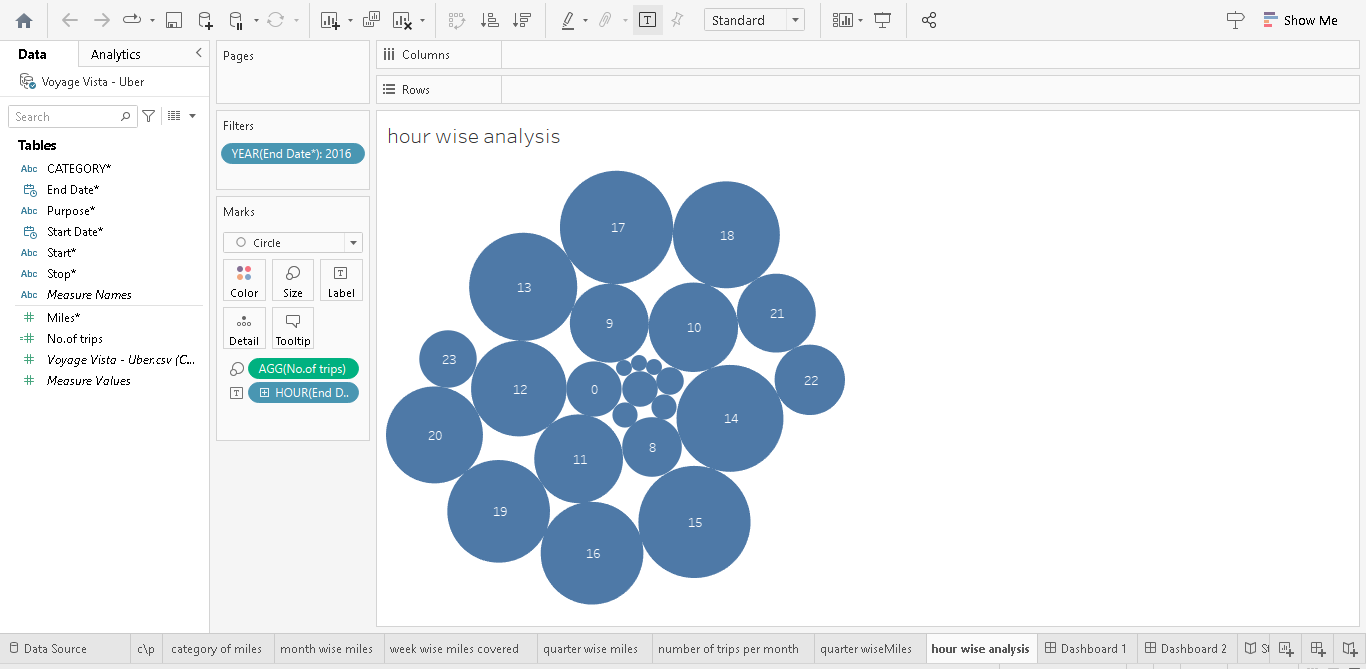 Standard
Show Me
Data
Analytics
Voyage Vista - Uber
Search
Tables
Abc CATEGORY*
End Date*
Abc Purpose*
Start Date*
Abc Start*
Abc Stop*
Abc Measure Names
# Miles*
=# No.of trips
# Voyage Vista - Uber.csv (C...
# Measure Values
Pages
Filters
YEAR(End Date*): 2016
Marks
Circle
Color
Size
T
Label
Detail
Tooltip
AGG(No.of trips)
T
HOUR(End D..
Columns
Rows
hour wise analysis
17
18
13
21
9
10
23
22
12
0
14
20
8
11
19
15
16
Data Source
c\p
category of miles
month wise miles
week wise miles covered
quarter wise miles
number of trips per month
quarter wiseMiles
hour wise analysis
Dashboard 1
Dashboard 2